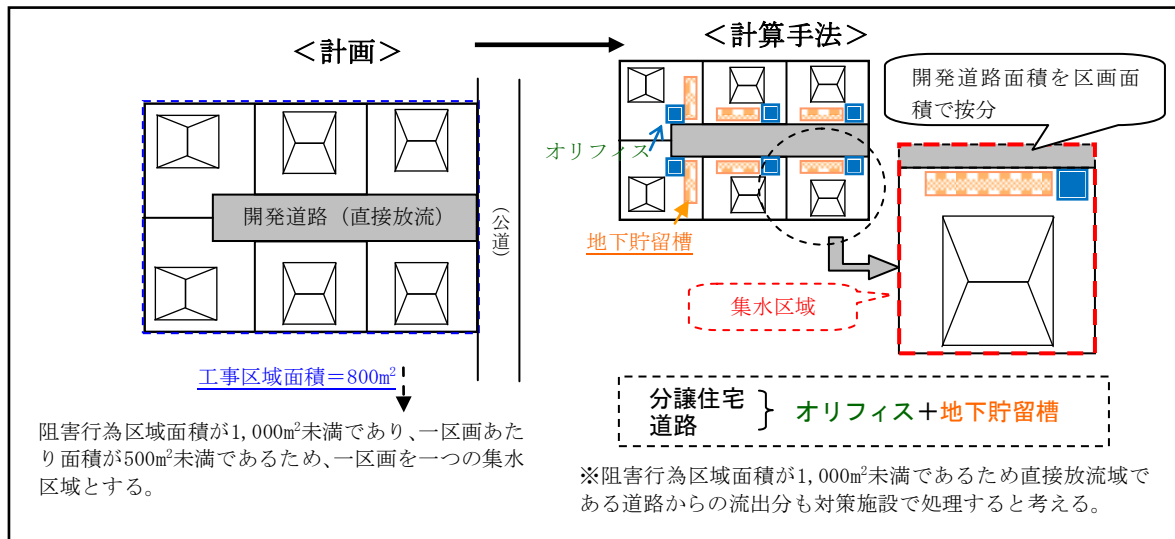 ＜計画＞
開発道路（直接放流）
（公道）
工事区域面積＝800m²
阻害行為区域面積が1,000m²未満であり、一区画あた
り面積が500m²未満であるため、一区画を一つの集水
区域とする。
＜計算手法＞
オリフィス
地下貯留槽
開発道路面積を区画面
積で按分
集水区域
分譲住宅
道路
オリフィス＋地下貯留槽
※阻害行為区域面積が1,000m²未満であるため直接放流域で
ある道路からの流出分も対策施設で処理すると考える。